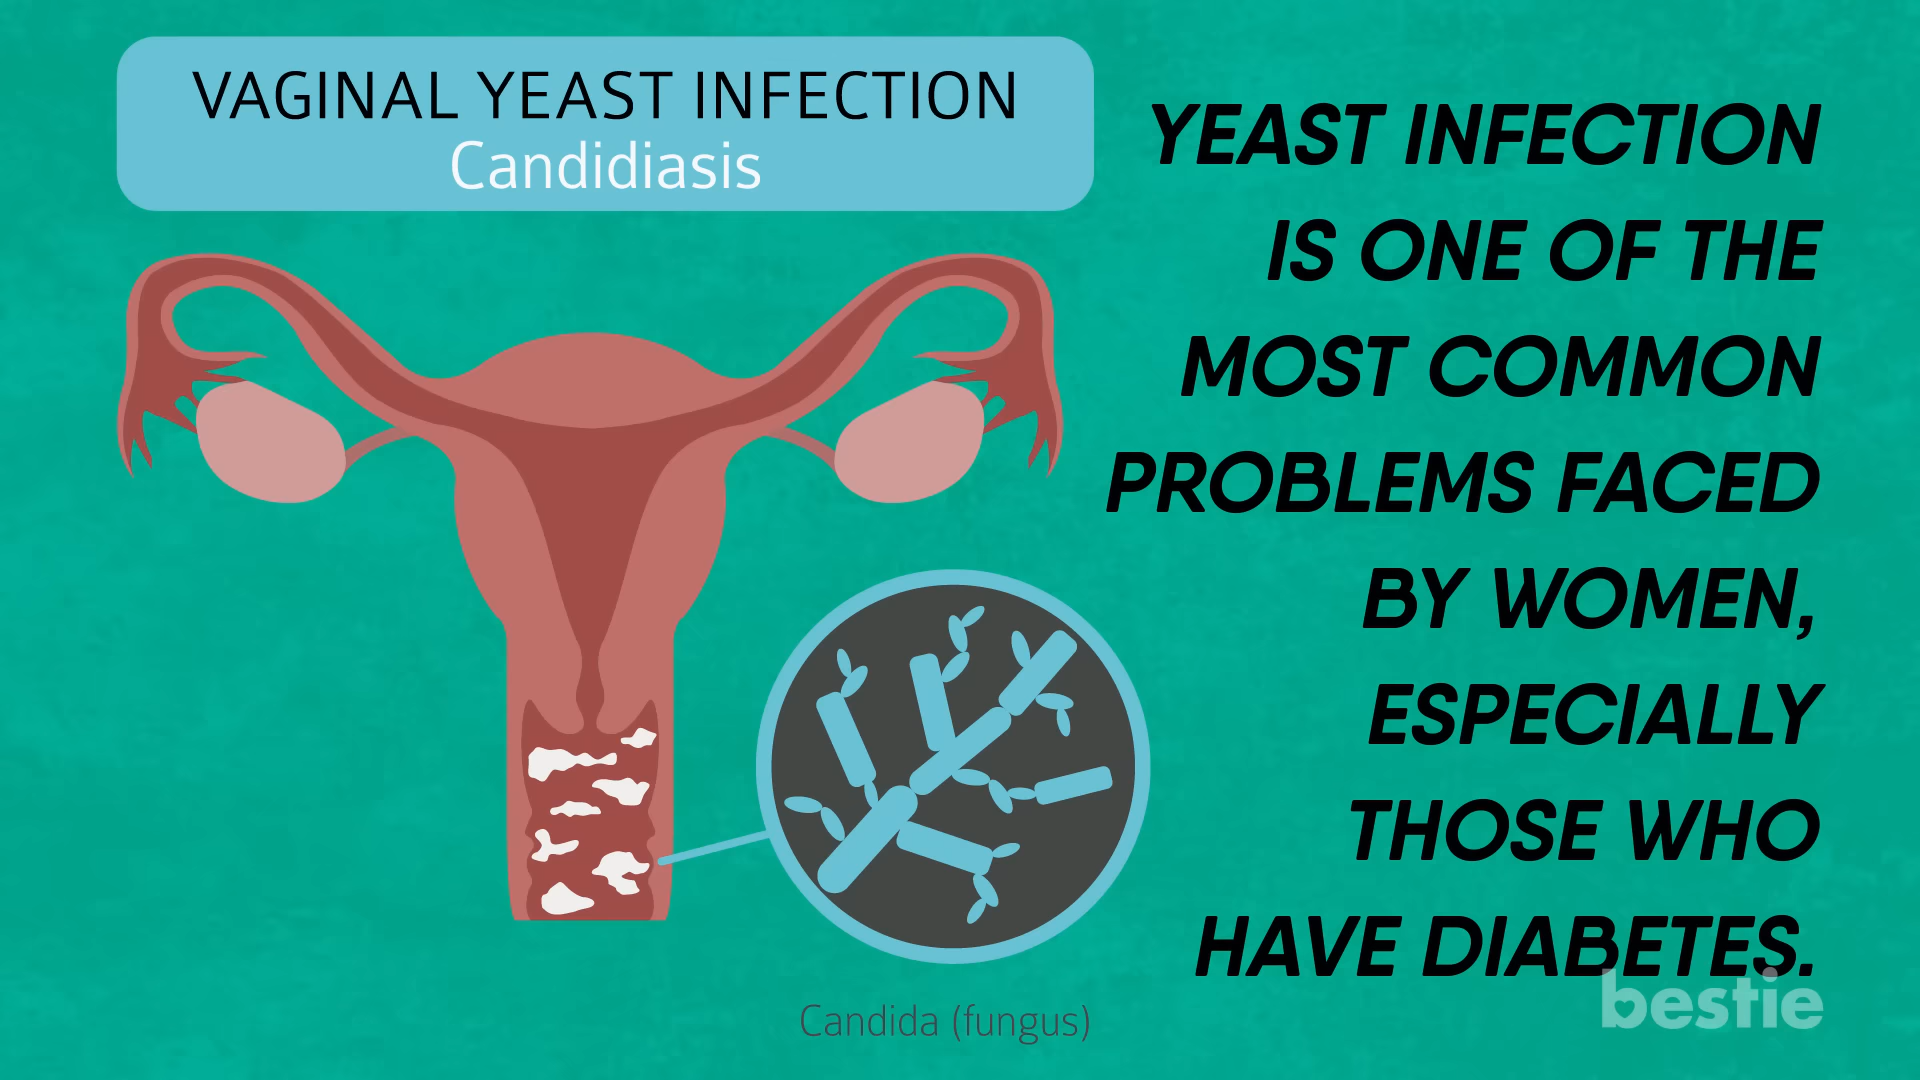 VAGINAL YEAST INFECTION
Candidiasis
YEAST INFECTION
IS ONE OF THE
MOST COMMON
PROBLEMS FACED
BY WOMEN,
ESPECIALLY
THOSE WHO
HAVE DIABETES.
Candida (fungus)
bestie